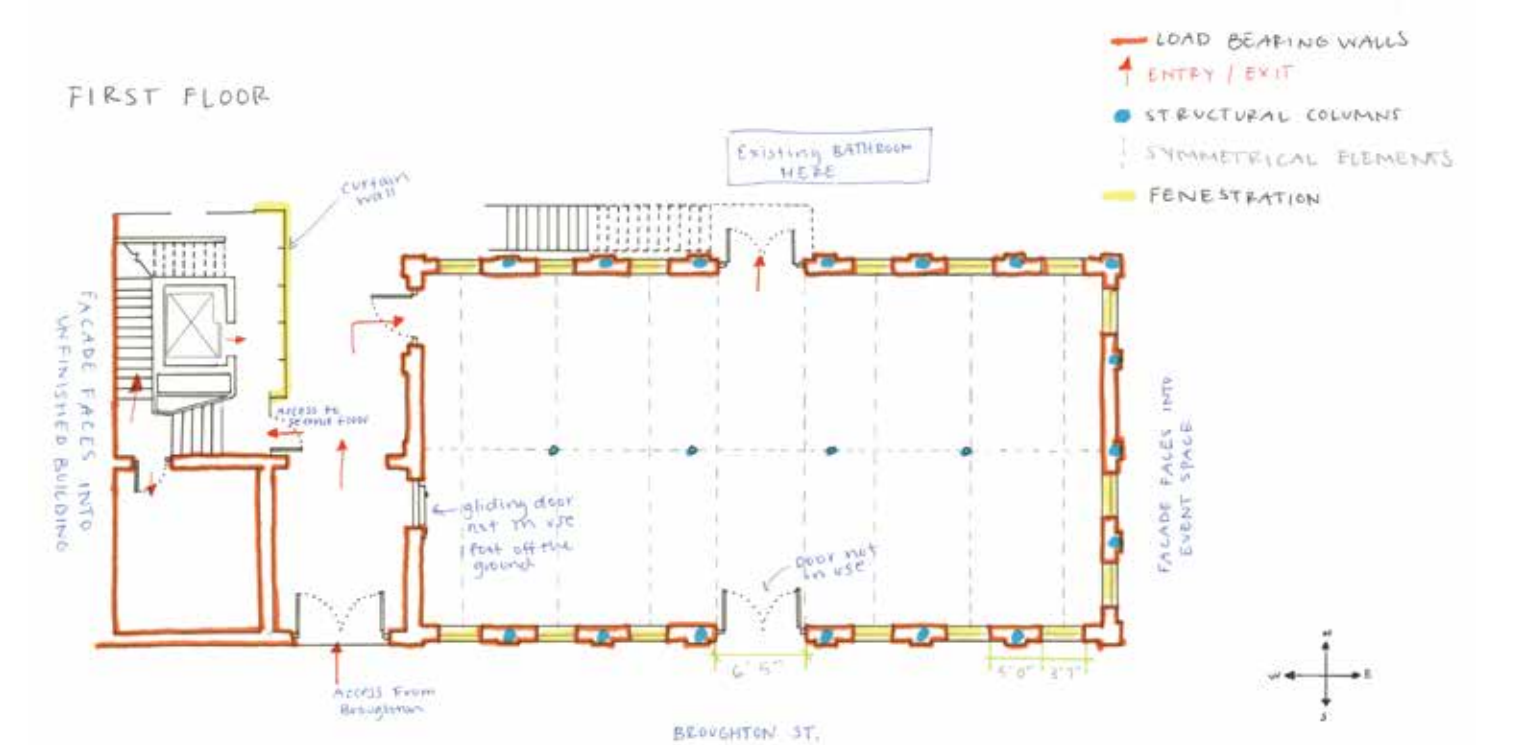 LOAD BEARING WALLS
ENTRY / EXIT
STRUCTURAL COLUMNS
SYMMETRICAL ELEMENTS
FENESTRATION
FIRST FLOOR
Existing BATHROOM
HERE
curtain
wall
FACADE FACES INTO
UNFINISHED BUILDING
Access to
second floor
gliding door
not in use
1 foot off the
ground
Door not
in use
FACADE FACES INTO
EVENT SPACE
6'5"
5'0"
3'7"
Access From
Broughton
BROUGHTON ST.
N
W
E
S